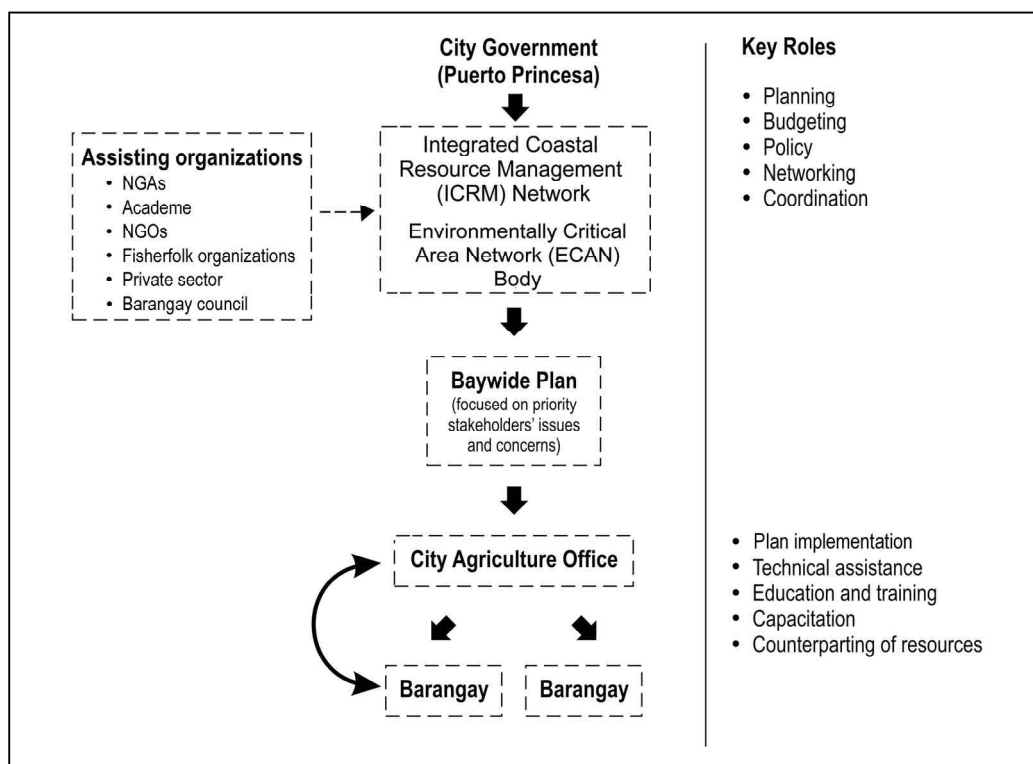 City Government
(Puerto Princesa)
Integrated Coastal
Resource Management
(ICRM) Network
Environmentally Critical
Area Network (ECAN)
Body
Assisting organizations
• NGAs
• Academe
• NGOs
• Fisherfolk organizations
• Private sector
• Barangay council
Baywide Plan
(focused on priority
stakeholders' issues
and concerns)
City Agriculture Office
Barangay
Barangay
Key Roles
• Planning
• Budgeting
• Policy
• Networking
• Coordination
• Plan implementation
• Technical assistance
• Education and training
• Capacitation
• Counterparting of resources